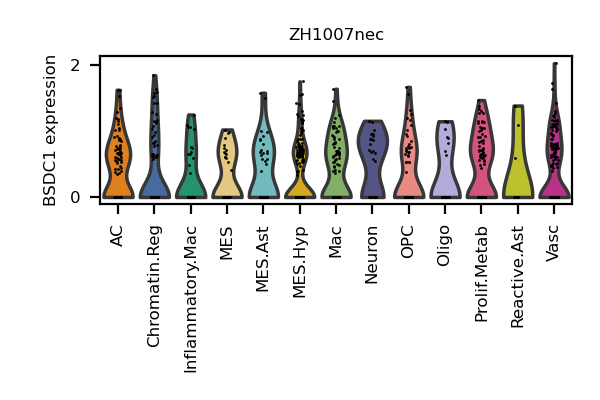 ZH1007nec
BSDC1 expression
2
0
AC
Chromatin.Reg
Inflammatory.Mac
MES
MES.Ast
MES.Hyp
Mac
Neuron
OPC
Oligo
Prolif.Metab
Reactive.Ast
Vasc